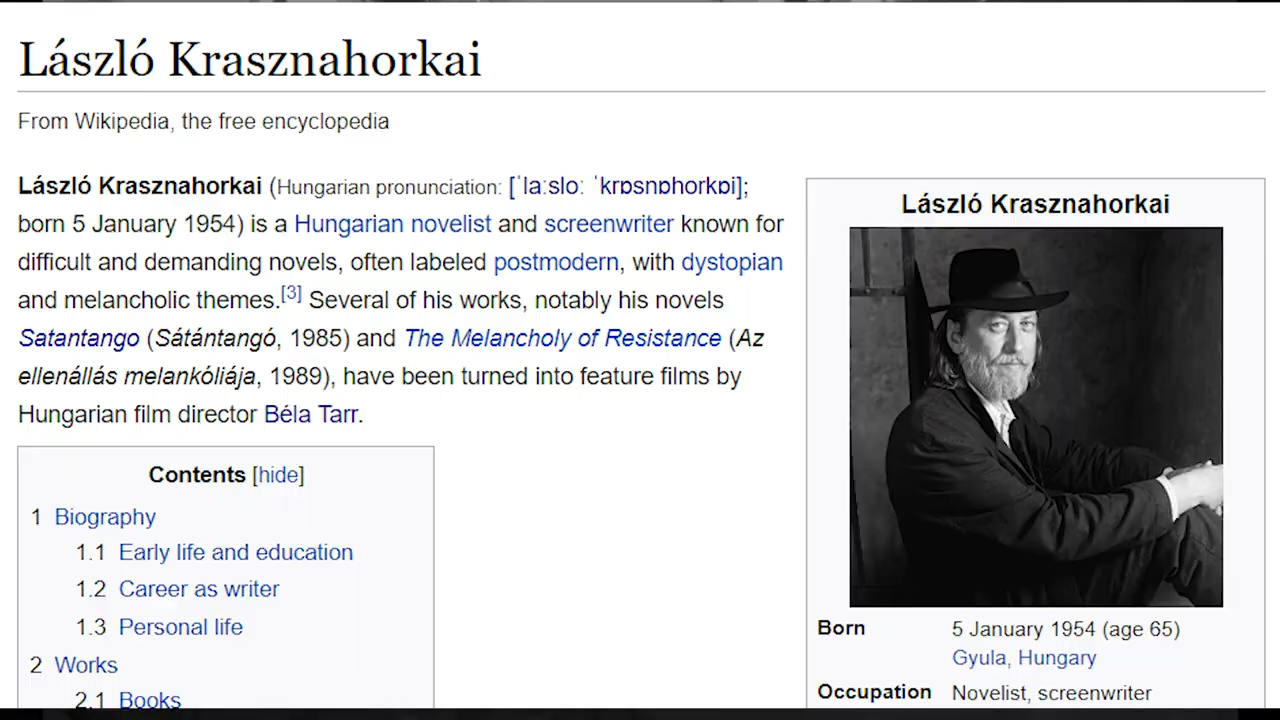 László Krasznahorkai
From Wikipedia, the free encyclopedia
László Krasznahorkai (Hungarian pronunciation: [ˈlaːsloː ˈkrɒsnɒhorkɒi];
born 5 January 1954) is a Hungarian novelist and screenwriter known for
difficult and demanding novels, often labeled postmodern, with dystopian
and melancholic themes.[3] Several of his works, notably his novels
Satantango (Sátántangó, 1985) and The Melancholy of Resistance (Az
ellenállás melankóliája, 1989), have been turned into feature films by
Hungarian film director Béla Tarr.
Contents [hide]
1 Biography
1.1 Early life and education
1.2 Career as writer
1.3 Personal life
2 Works
2.1 Books
László Krasznahorkai
Born 5 January 1954 (age 65)
Gyula, Hungary
Occupation Novelist, screenwriter